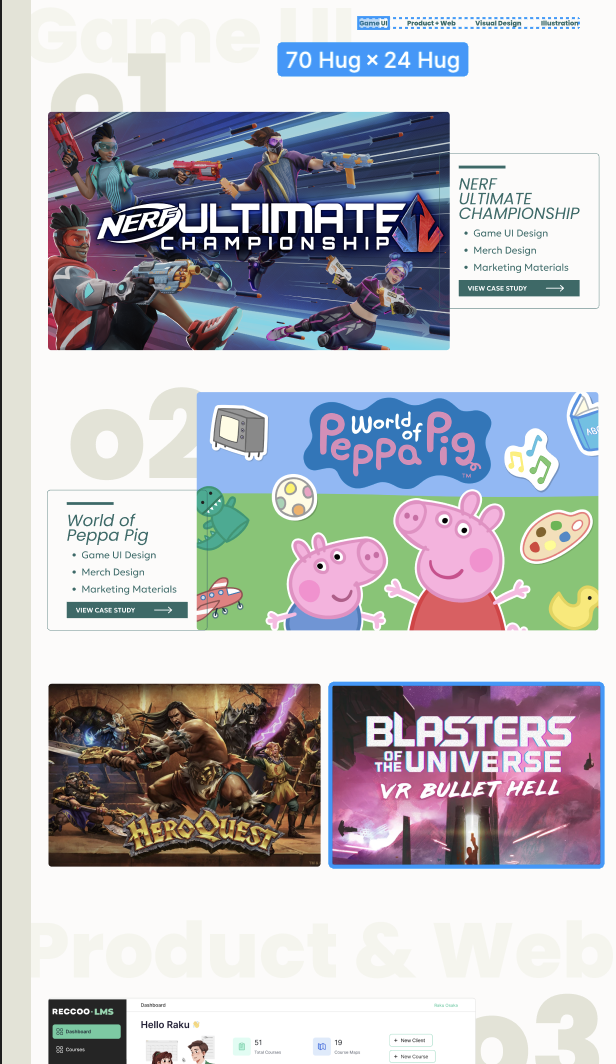 Game UI
Game UI Product + Web Visual Design Illustration
70 Hug × 24 Hug
01
NERF ULTIMATE
CHAMPIONSHIP
NERF
ULTIMATE
CHAMPIONSHIP
• Game UI Design
• Merch Design
• Marketing Materials
VIEW CASE STUDY
02
World of
Peppa Pig
TM
ABC
World of
Peppa Pig
• Game UI Design
• Merch Design
• Marketing Materials
VIEW CASE STUDY
HEROQUEST
BLASTERS
OF THE UNIVERSE
VR BULLET HELL
Product & Web
03
RECCOO·LMS
Dashboard
Courses
Dashboard
Hello Raku 👋
51
Total Courses
19
Course Maps
+ New Client
+ New Course